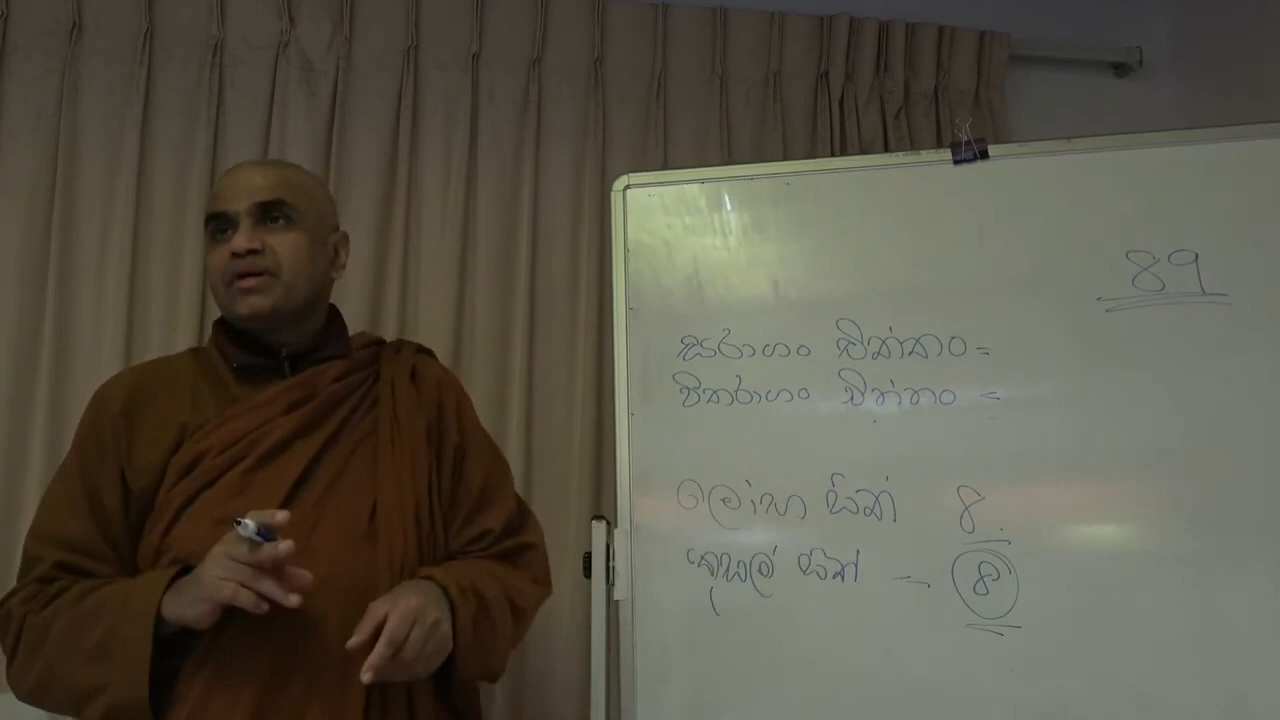 89
සරාගං චිත්තං =
විතරාගං චිත්තං =
ලෝභ සිත් 8
කුසල් සිත් – 8